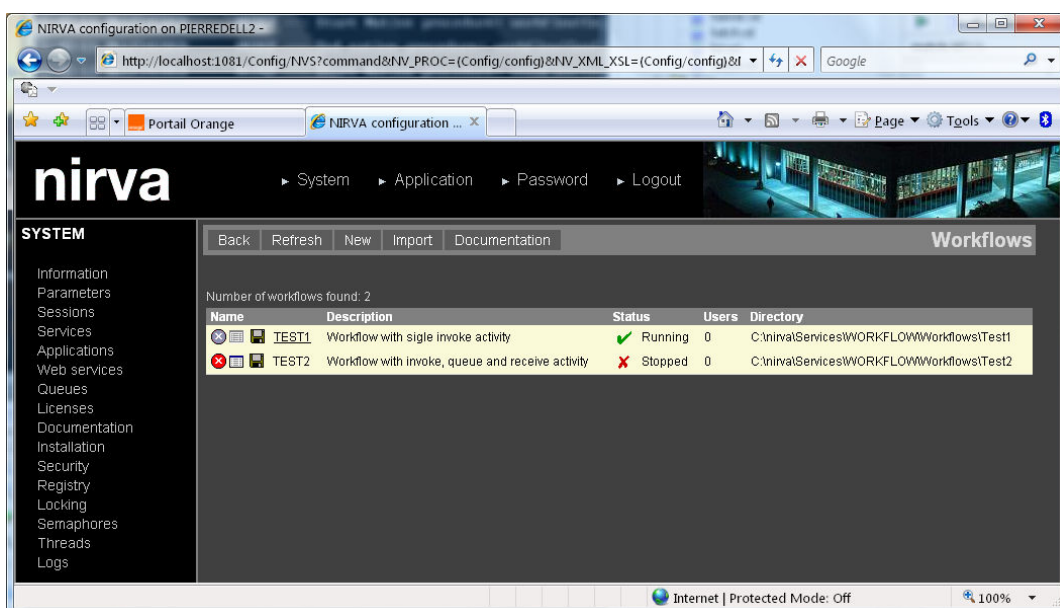 NIRVA configuration on PIERREDELL2 -
http://localhost:1081/Config/NVS?command&NV_PROC={Config/config}&NV_XML_XSL={Config/config}&
Google
Portail Orange
NIRVA configuration ... X
Page
Tools
nirva
System Application Password Logout
SYSTEM
Back Refresh New Import Documentation
Workflows
Information
Parameters
Sessions
Services
Applications
Web services
Queues
Licenses
Documentation
Installation
Security
Registry
Locking
Semaphores
Threads
Logs
Number of workflows found: 2
Name Description Status Users Directory
TEST1 Workflow with sigle invoke activity Running 0 C:\nirva\Services\WORKFLOW\Workflows\Test1
TEST2 Workflow with invoke, queue and receive activity Stopped 0 C:\nirva\Services\WORKFLOW\Workflows\Test2
Internet | Protected Mode: Off
100%